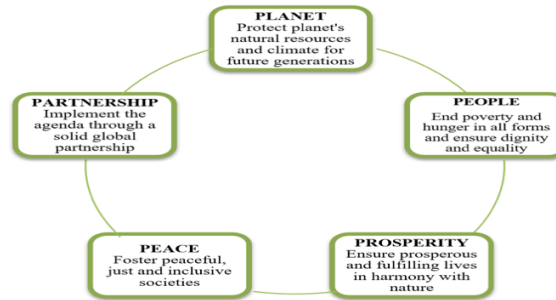 PLANET
Protect planet's
natural resources
and climate for
future generations
PEOPLE
End poverty and
hunger in all forms
and ensure dignity
and equality
PROSPERITY
Ensure prosperous
and fulfilling lives
in harmony with
nature
PEACE
Foster peaceful,
just and inclusive
societies
PARTNERSHIP
Implement the
agenda through a
solid global
partnership